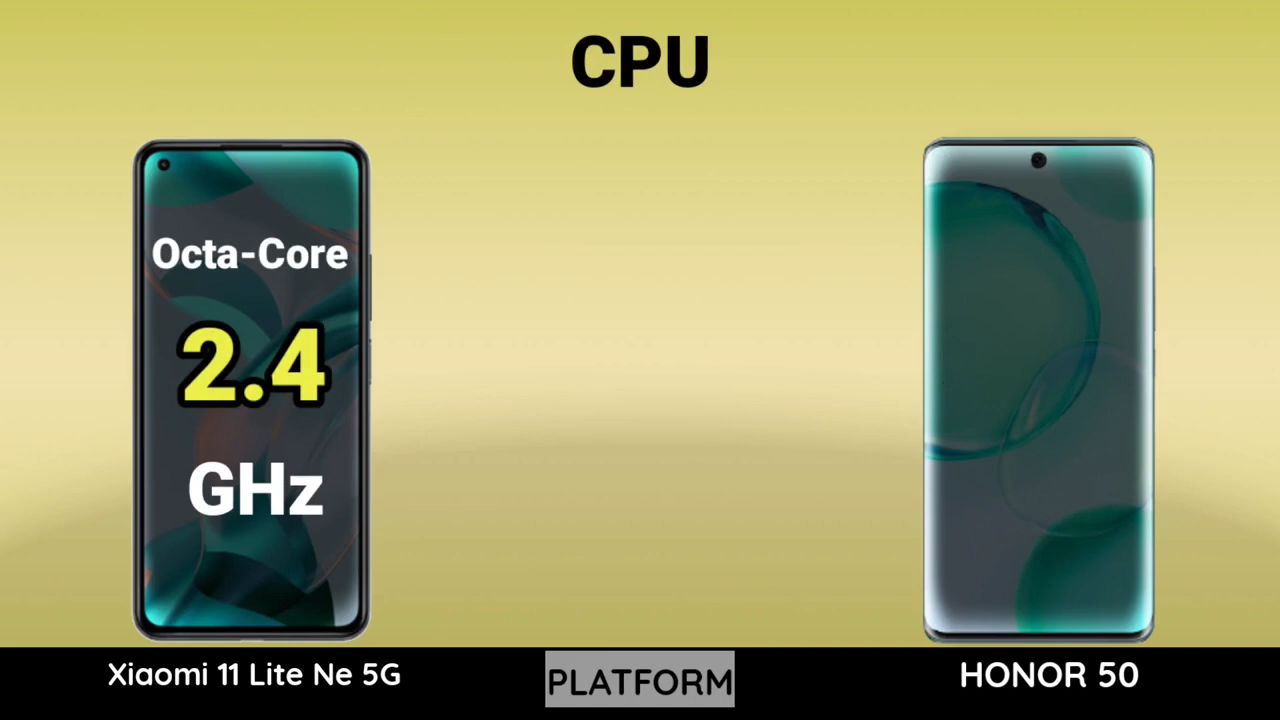 CPU
Octa-Core
2.4
GHz
Xiaomi 11 Lite Ne 5G
PLATFORM
HONOR 50